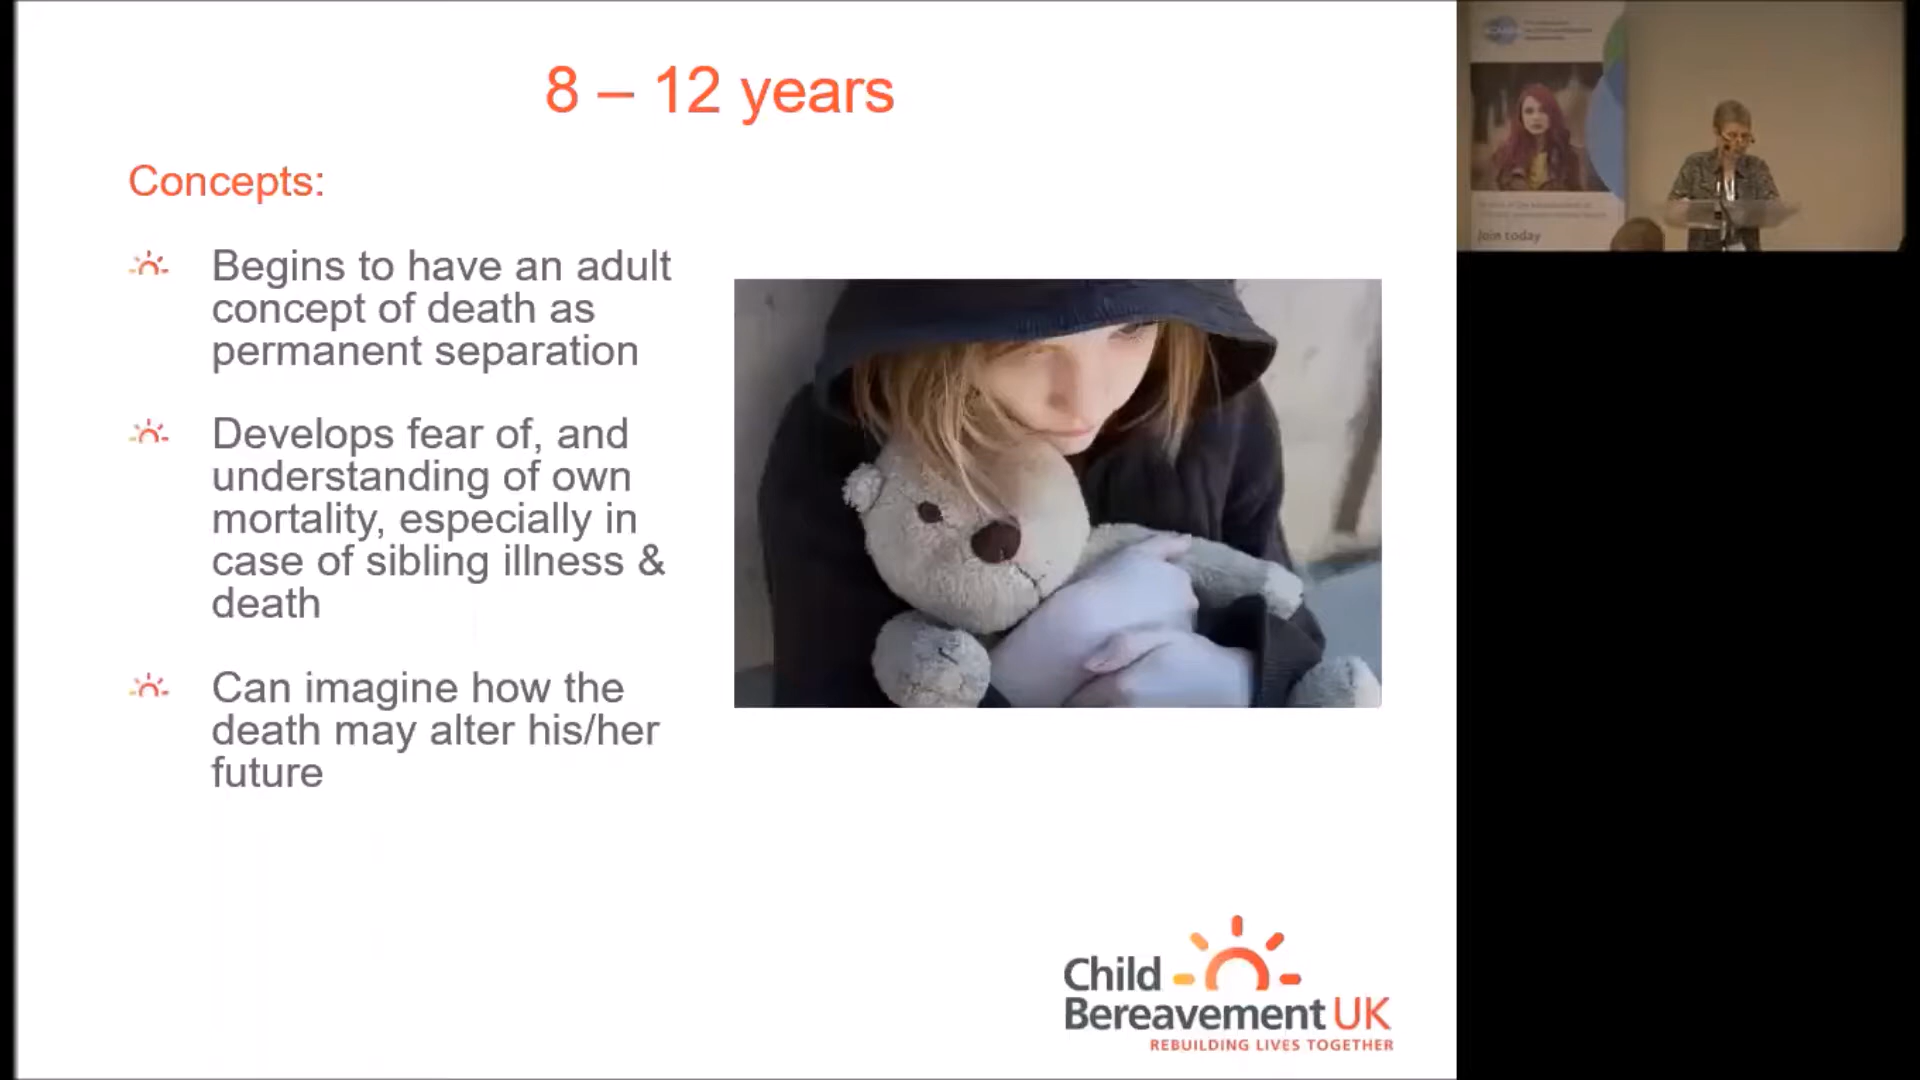 8 – 12 years
Concepts:
Begins to have an adult
concept of death as
permanent separation
Develops fear of, and
understanding of own
mortality, especially in
case of sibling illness &
death
Can imagine how the
death may alter his/her
future
Child
Bereavement UK
REBUILDING LIVES TOGETHER
Join today